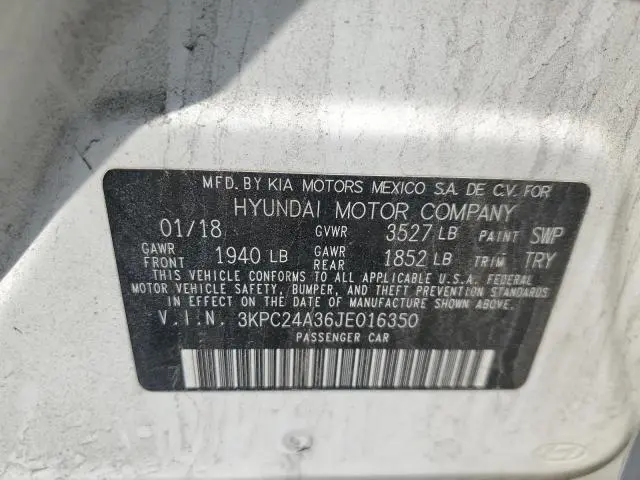 MFD. BY KIA MOTORS MEXICO S.A. DE C.V. FOR
HYUNDAI MOTOR COMPANY
01/18 GVWR 3527 LB PAINT SWP
GAWR FRONT 1940 LB GAWR REAR 1852 LB TRIM TRY
THIS VEHICLE CONFORMS TO ALL APPLICABLE U.S.A. FEDERAL
MOTOR VEHICLE SAFETY, BUMPER, AND THEFT PREVENTION STANDARDS
IN EFFECT ON THE DATE OF MANUFACTURE SHOWN ABOVE.
V.I.N. 3KPC24A36JE016350
PASSENGER CAR